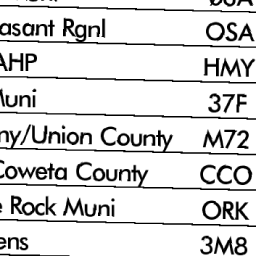 asant Rgnl OSA
AHP HMY
Muni 37F
ny/Union County M72
Coweta County CCO
e Rock Muni ORK
ens 3M8